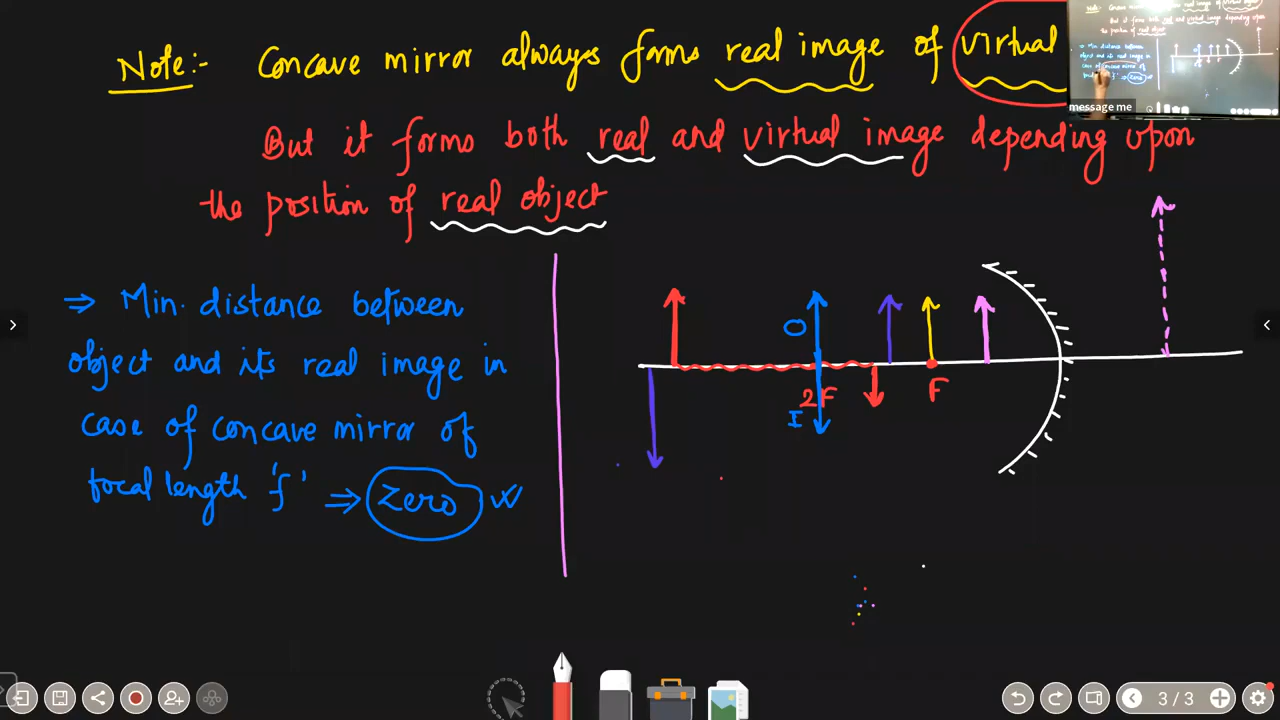 Note:- Concave mirror always forms real image of virtual
But it forms both real and virtual image depending upon
the position of real object
⇒ Min. distance between
object and its real image in
case of concave mirror of
focal length 'f' ⇒ Zero
O
2F
I
F
message me
3/3